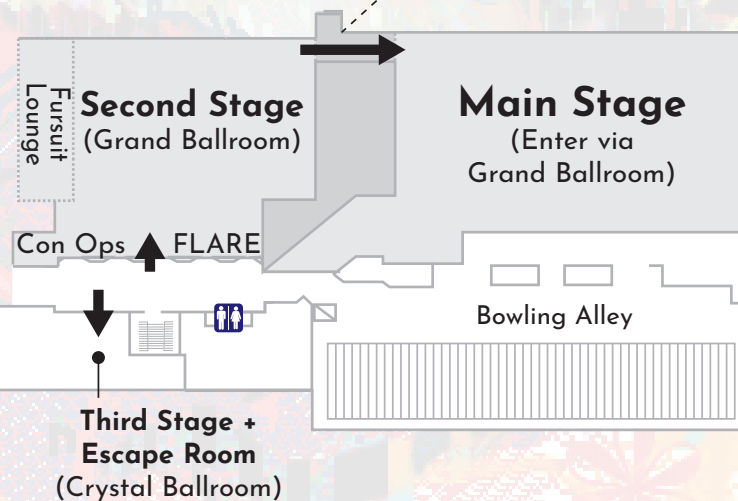 Fursuit
Lounge
Second Stage
(Grand Ballroom)
Main Stage
(Enter via
Grand Ballroom)
Con Ops
FLARE
Bowling Alley
Third Stage +
Escape Room
(Crystal Ballroom)